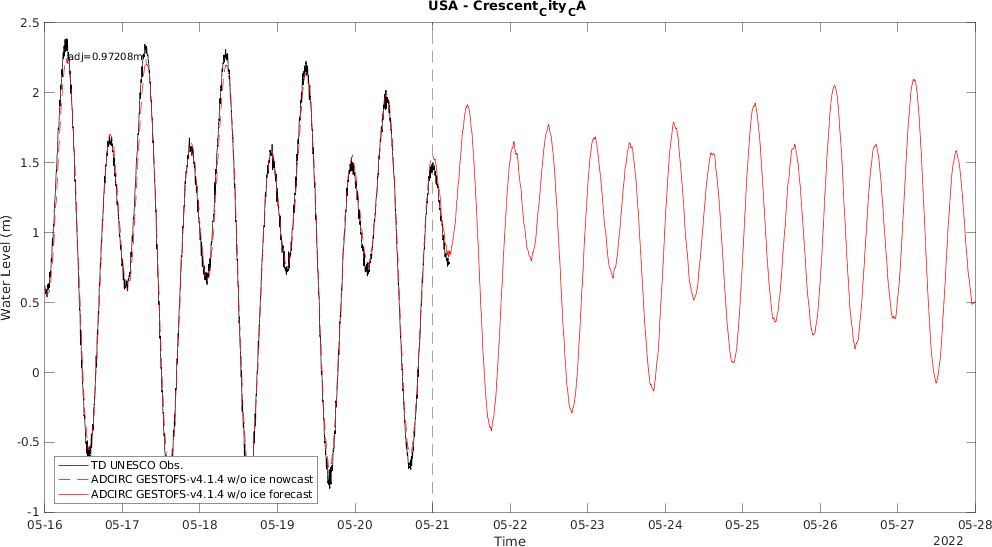 USA - Crescent_City_CA
adj=0.97208m
Water Level (m)
2.5
2
1.5
1
0.5
0
-0.5
-1
TD UNESCO Obs.
ADCIRC GESTOFS-v4.1.4 w/o ice nowcast
ADCIRC GESTOFS-v4.1.4 w/o ice forecast
05-16 05-17 05-18 05-19 05-20 05-21 05-22 05-23 05-24 05-25 05-26 05-27 05-28
Time
2022